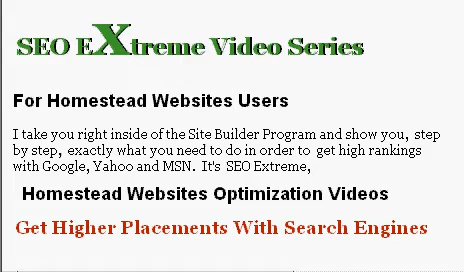 SEO EXtreme Video Series
For Homestead Websites Users
I take you right inside of the Site Builder Program and show you, step
by step, exactly what you need to do in order to get high rankings
with Google, Yahoo and MSN. It's SEO Extreme,
Homestead Websites Optimization Videos
Get Higher Placements With Search Engines